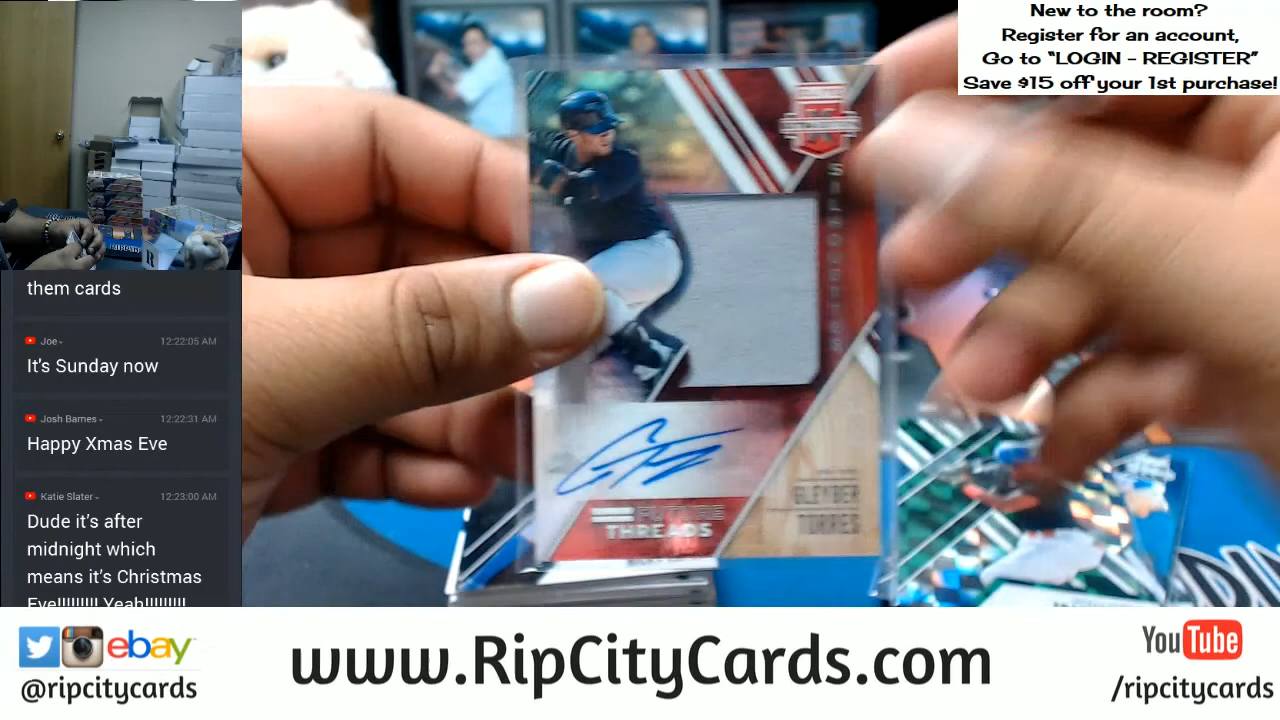 New to the room?
Register for an account,
Go to "LOGIN - REGISTER"
Save $15 off your 1st purchase!
them cards
Joe
12:22:05 AM
It's Sunday now
Josh Barnes
12:22:31 AM
Happy Xmas Eve
Katie Slater
12:23:00 AM
Dude it's after
midnight which
means it's Christmas
Eve!!!!!!!! Yeah!!!!!!!!!
SILHOUETTES
FUTURE
THREADS
GLEYBER
TORRES
ebay
@ripcitycards
www.RipCityCards.com
YouTube
/ripcitycards